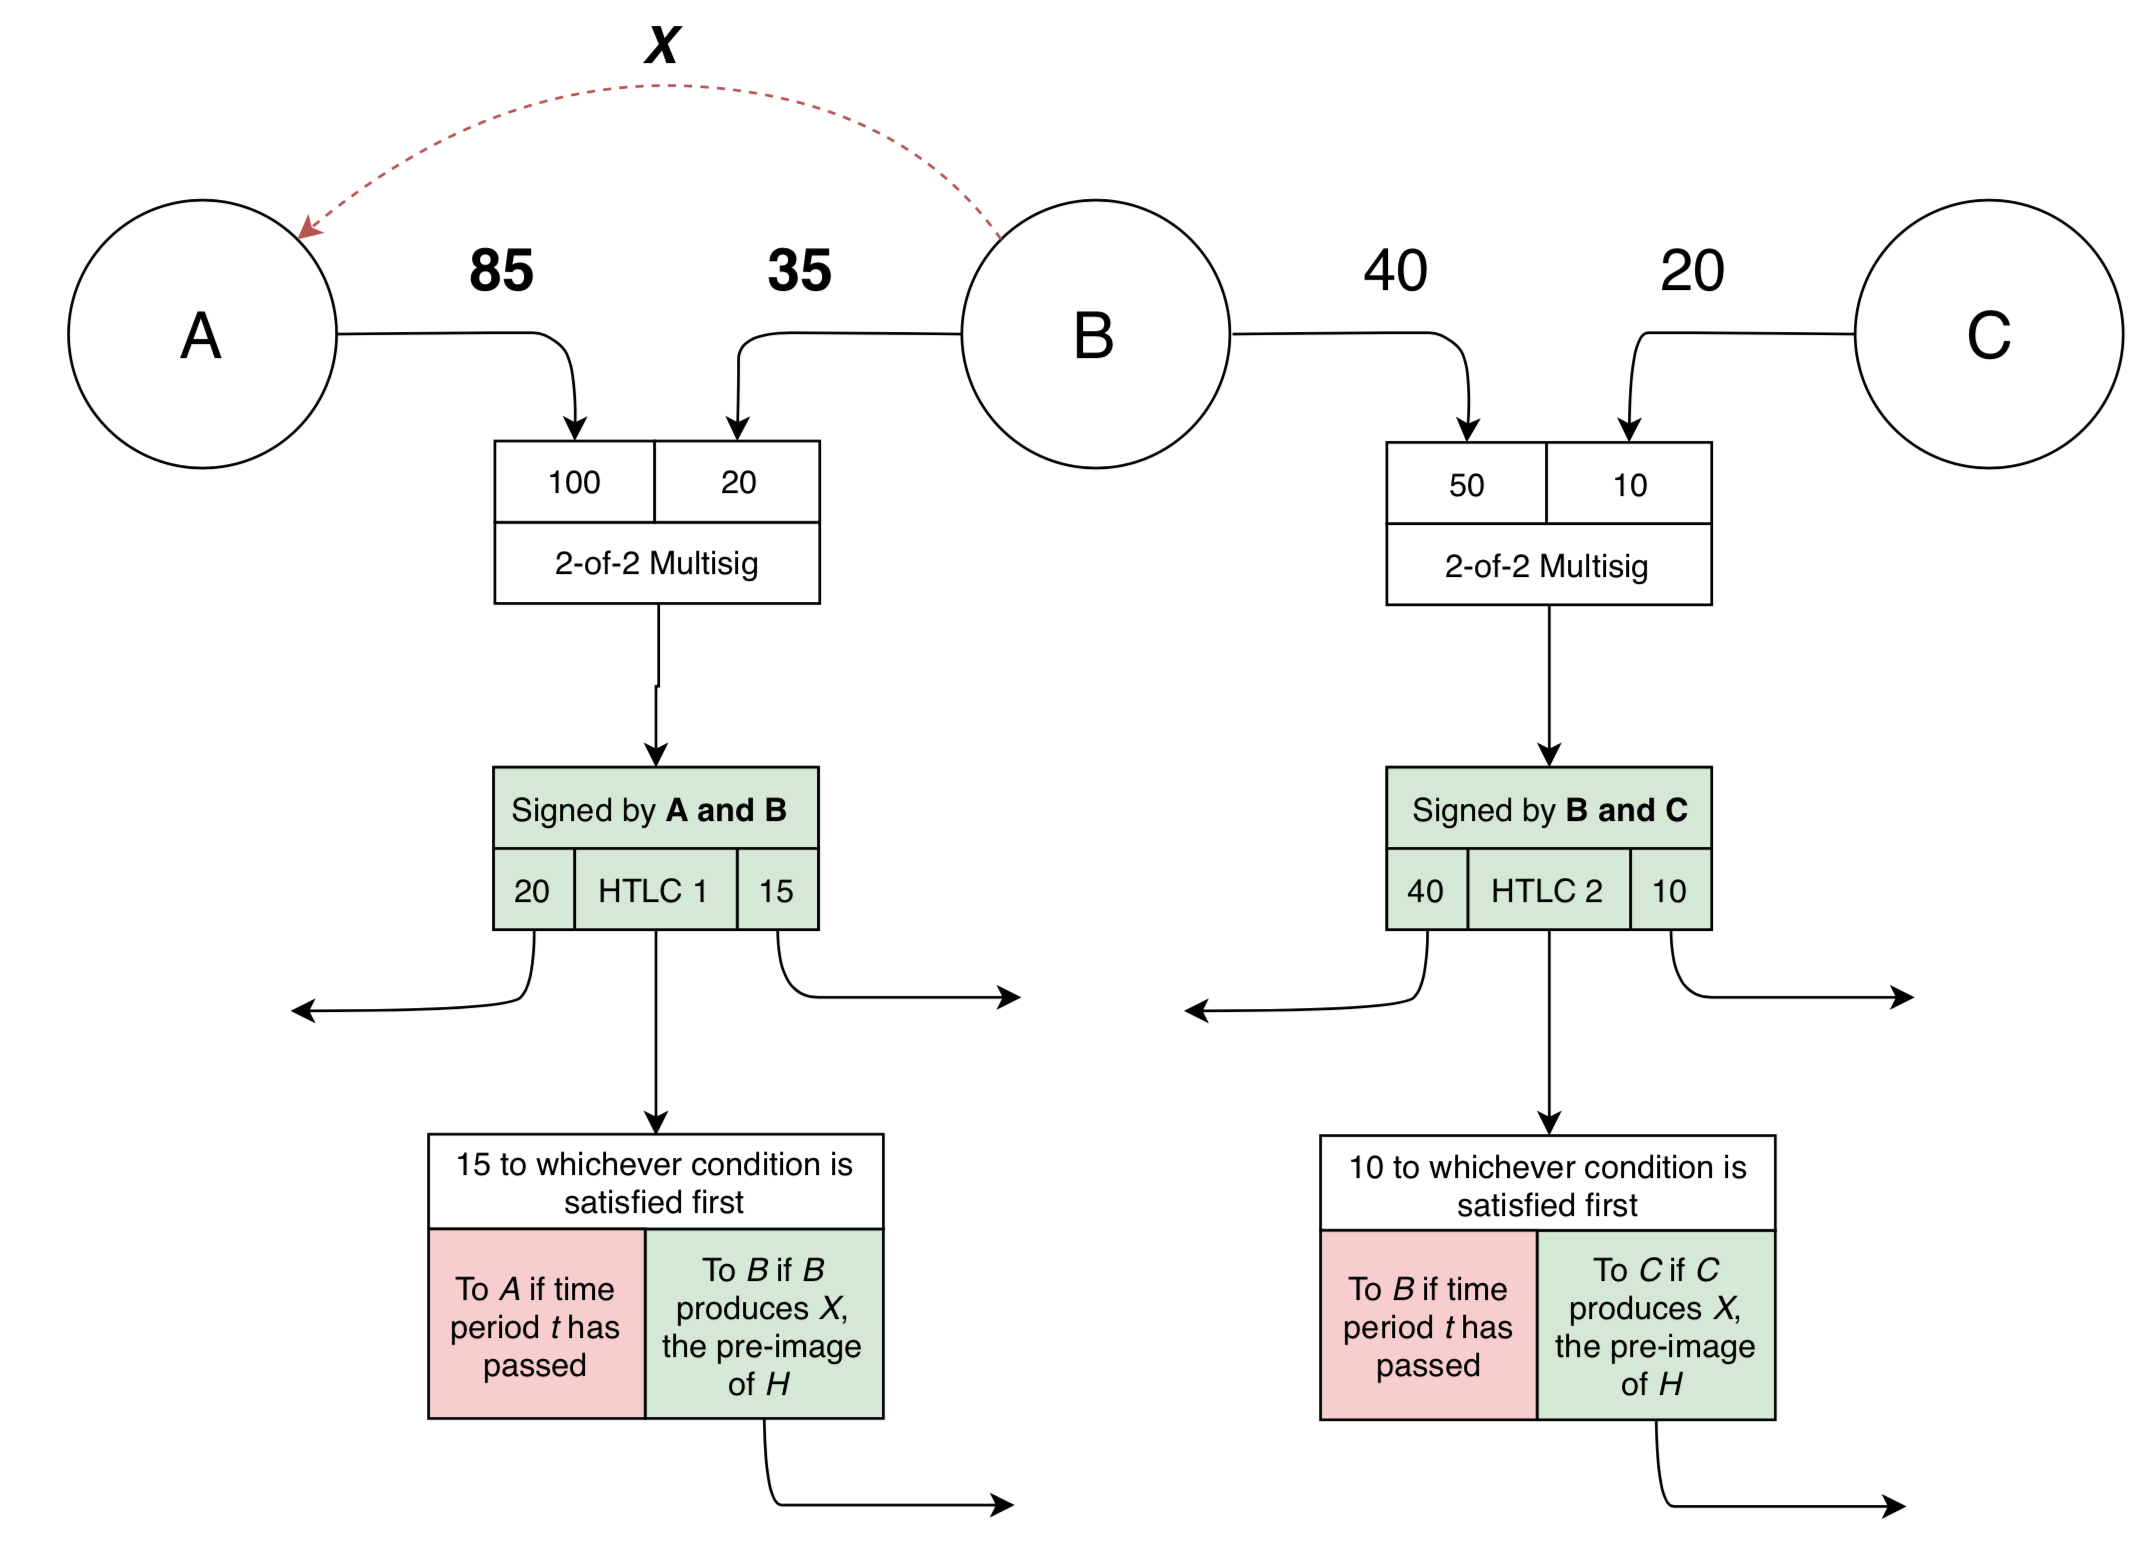 X
85
35
40
20
A
B
C
100
20
50
10
2-of-2 Multisig
2-of-2 Multisig
Signed by A and B
Signed by B and C
20
HTLC 1
15
40
HTLC 2
10
15 to whichever condition is
satisfied first
10 to whichever condition is
satisfied first
To A if time
period t has
passed
To B if B
produces X,
the pre-image
of H
To B if time
period t has
passed
To C if C
produces X,
the pre-image
of H